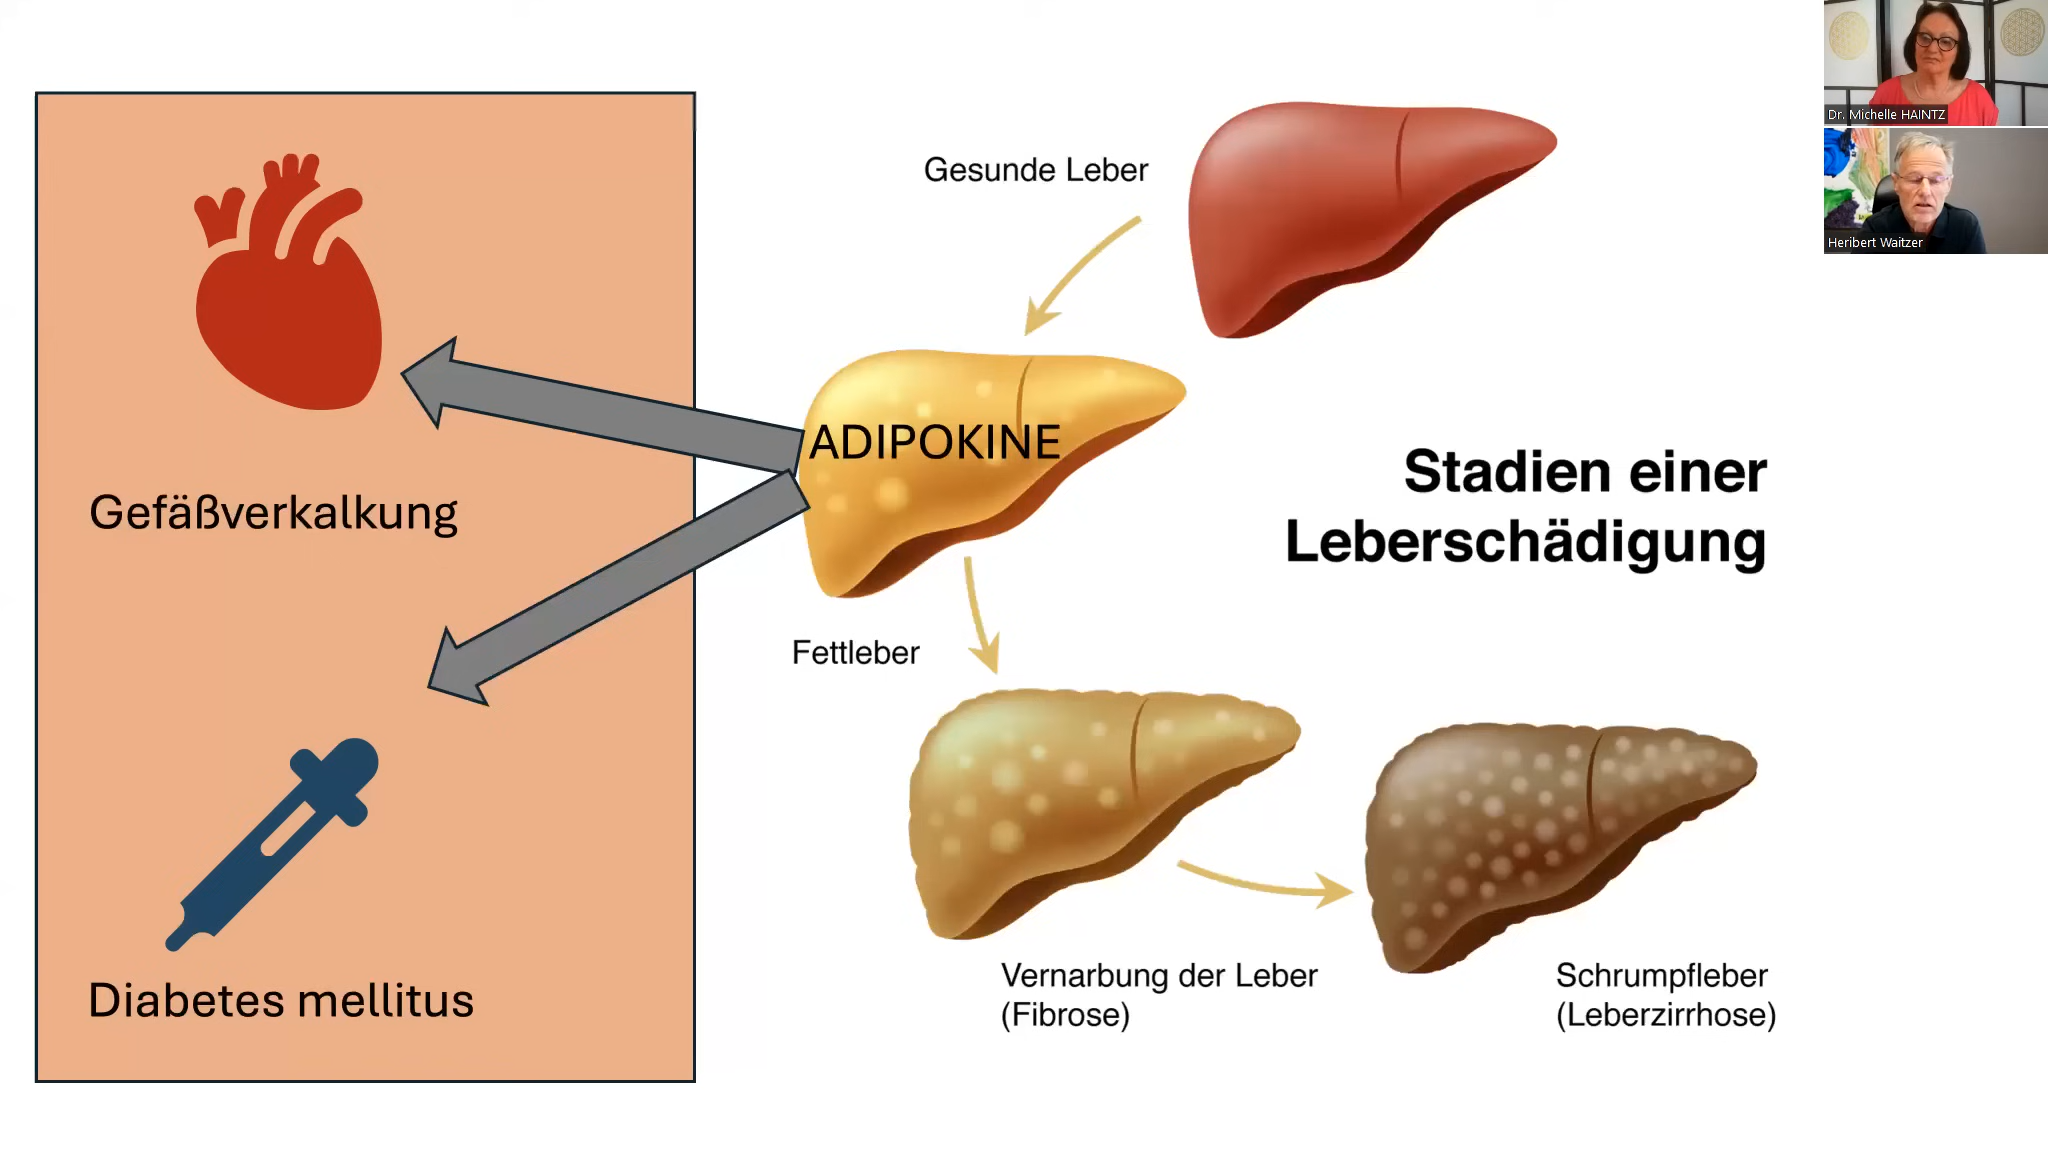 Gesunde Leber
ADIPOKINE
Gefäßverkalkung
Stadien einer
Leberschädigung
Fettleber
Diabetes mellitus
Vernarbung der Leber
(Fibrose)
Schrumpfleber
(Leberzirrhose)
Dr. Michelle HAINTZ
Heribert Waitzer